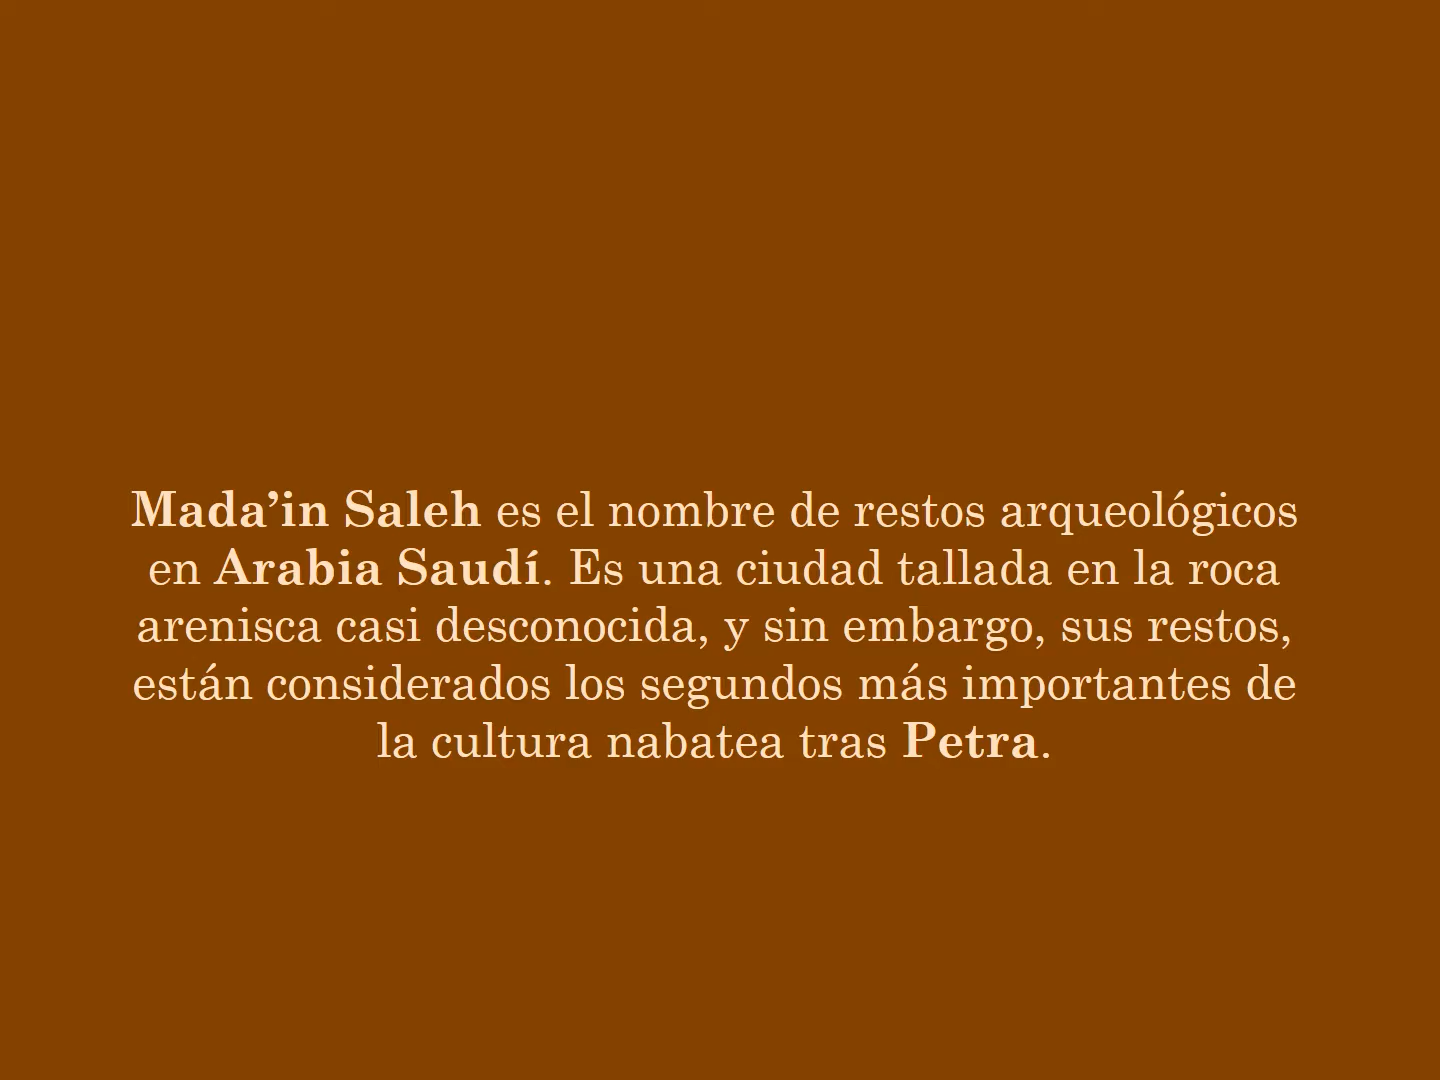 Mada’in Saleh es el nombre de restos arqueológicos
en Arabia Saudí. Es una ciudad tallada en la roca
arenisca casi desconocida, y sin embargo, sus restos,
están considerados los segundos más importantes de
la cultura nabatea tras Petra.